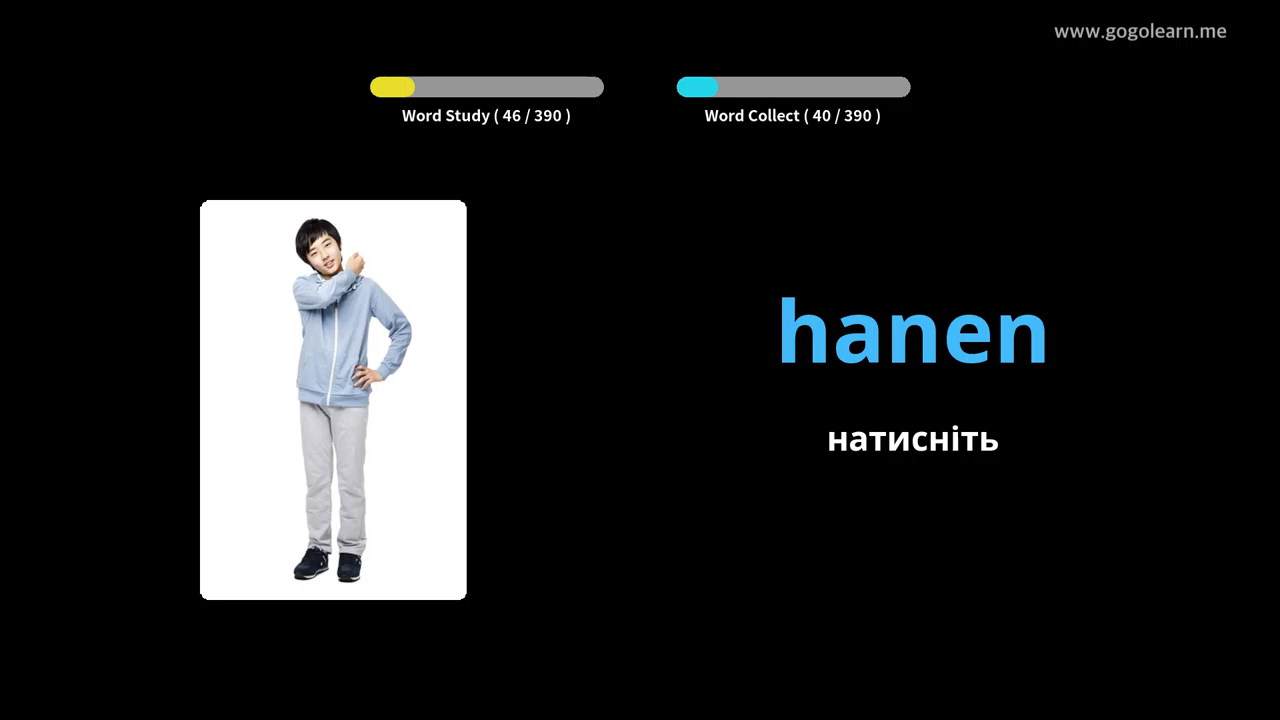 www.gogolearn.me
Word Study ( 46 / 390 )
Word Collect ( 40 / 390 )
hanen
натисніть